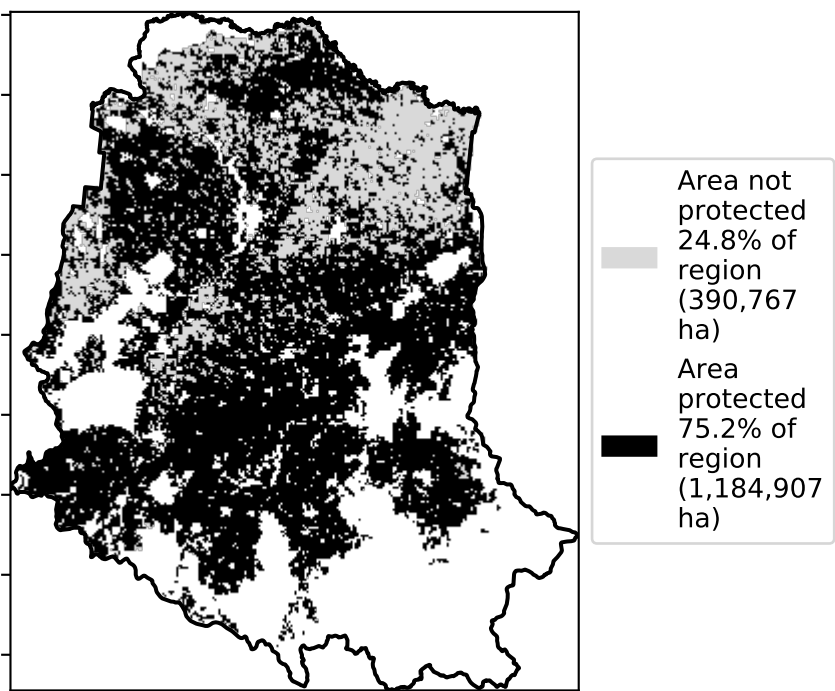 Area not
protected
24.8% of
region
(390,767
ha)
Area
protected
75.2% of
region
(1,184,907
ha)